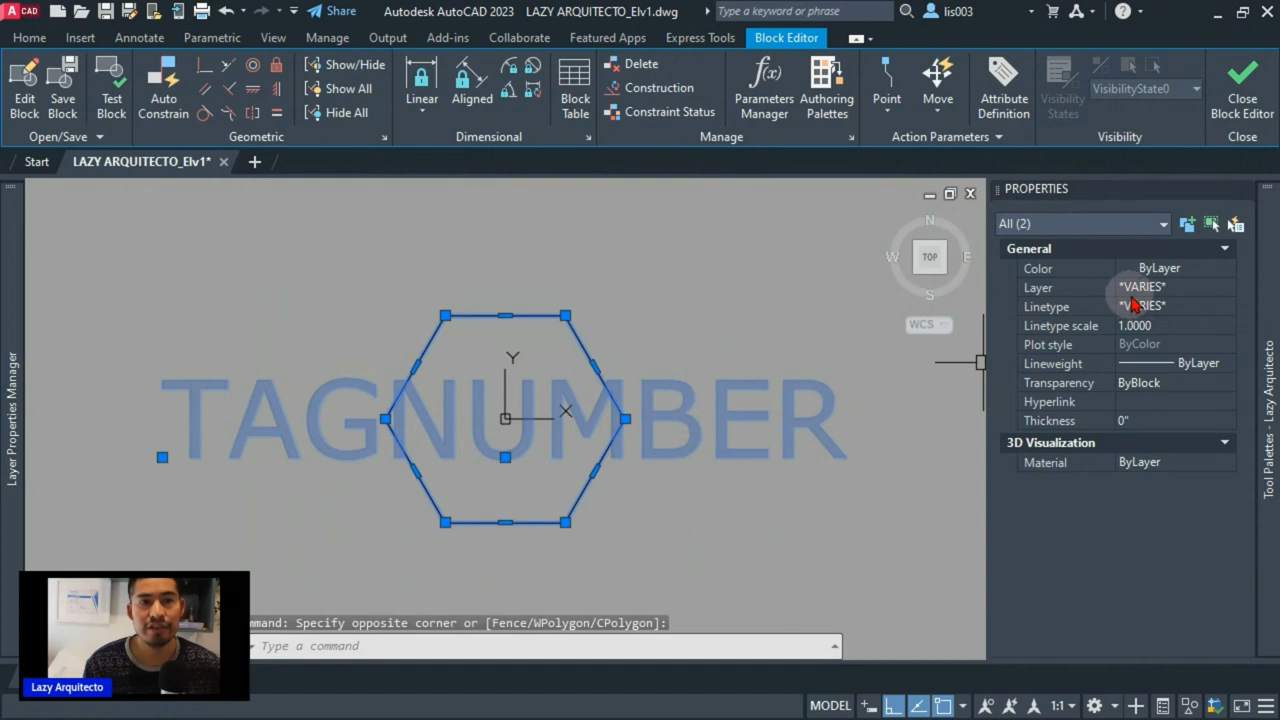 CAD
Share
Autodesk AutoCAD 2023 LAZY ARQUITECTO_Elv1.dwg
Type a keyword or phrase
lis003
Home Insert Annotate Parametric View Manage Output Add-ins Collaborate Featured Apps Express Tools Block Editor
Edit Block
Save Block
Test Block
Open/Save
Auto Constrain
Show/Hide
Show All
Hide All
Geometric
Linear
Aligned
Dimensional
Block Table
Delete
Construction
Constraint Status
Parameters Manager
Authoring Palettes
Manage
Point
Move
Action Parameters
Attribute Definition
Visibility States
VisibilityState0
Visibility
Close Block Editor
Close
Start
LAZY ARQUITECTO_Elv1*
Layer Properties Manager
N
W TOP E
S
WCS
Y
X
TAGNUMBER
PROPERTIES
All (2)
General
Color ByLayer
Layer *VARIES*
Linetype *VARIES*
Linetype scale 1.0000
Plot style ByColor
Lineweight ByLayer
Transparency ByBlock
Hyperlink
Thickness 0"
3D Visualization
Material ByLayer
Tool Palettes - Lazy Arquitecto
mmand: Specify opposite corner or [Fence/WPolygon/CPolygon]:
Type a command
Lazy Arquitecto
MODEL
1:1